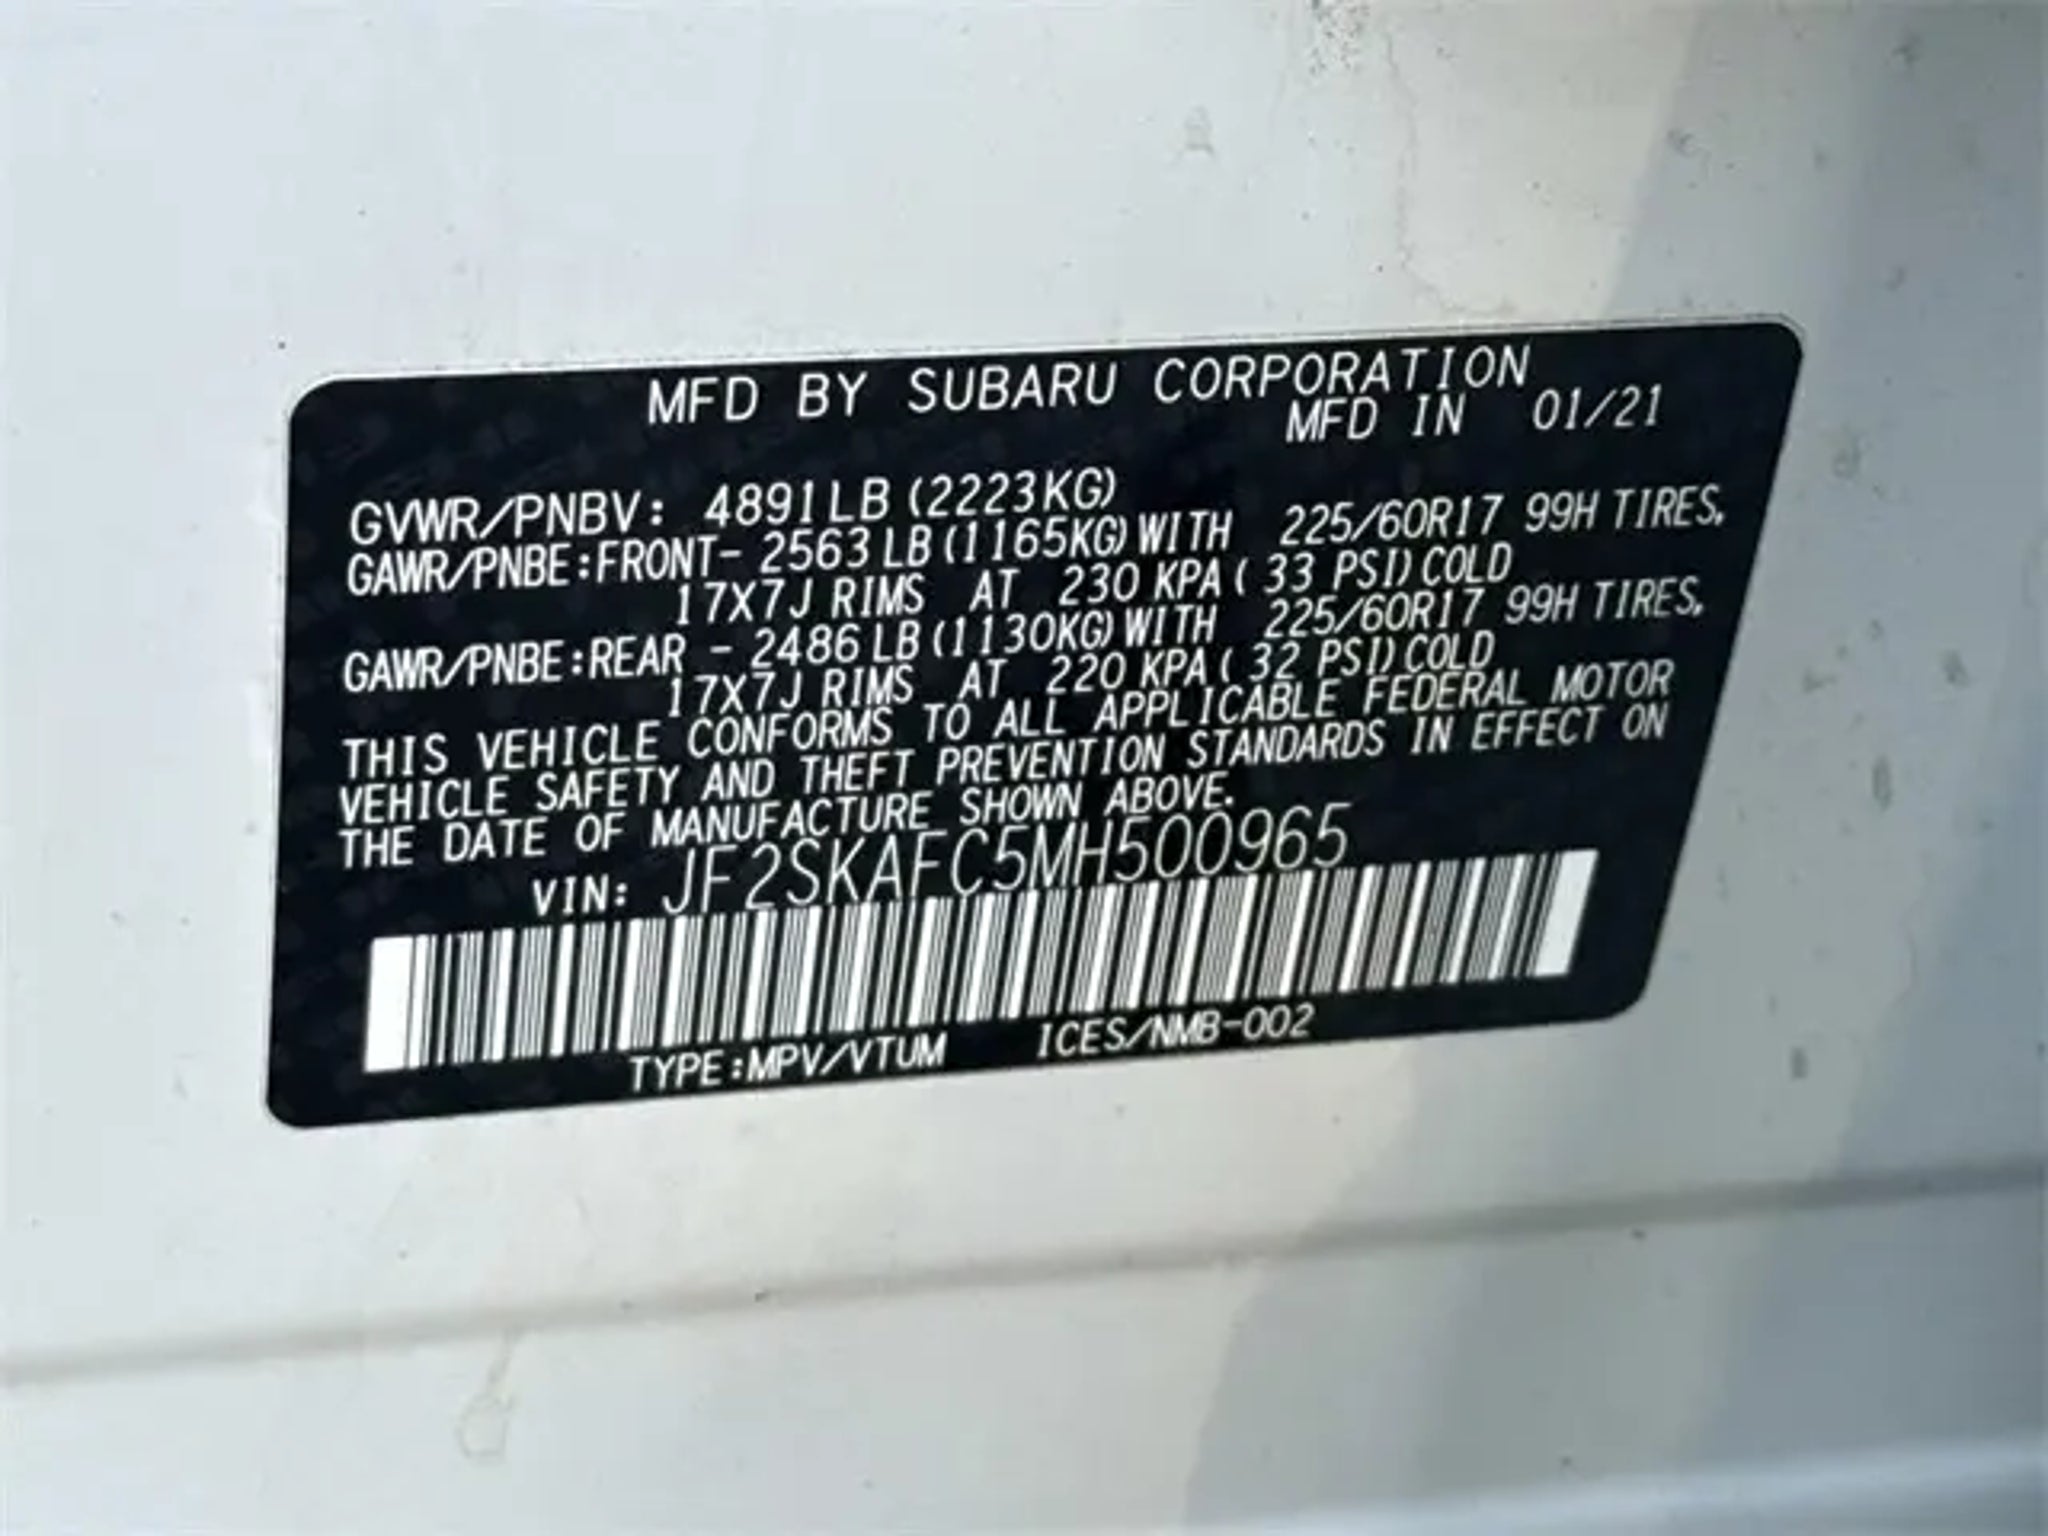 MFD BY SUBARU CORPORATION
MFD IN 01/21
GVWR/PNBV: 4891LB (2223KG)
GAWR/PNBE:FRONT- 2563 LB (1165KG) WITH 225/60R17 99H TIRES,
17X7J RIMS AT 230 KPA ( 33 PSI) COLD
GAWR/PNBE:REAR - 2486 LB (1130KG) WITH 225/60R17 99H TIRES,
17X7J RIMS AT 220 KPA ( 32 PSI) COLD
THIS VEHICLE CONFORMS TO ALL APPLICABLE FEDERAL MOTOR
VEHICLE SAFETY AND THEFT PREVENTION STANDARDS IN EFFECT ON
THE DATE OF MANUFACTURE SHOWN ABOVE.
VIN: JF2SKAFC5MH500965
TYPE:MPV/VTUM ICES/NMB-002